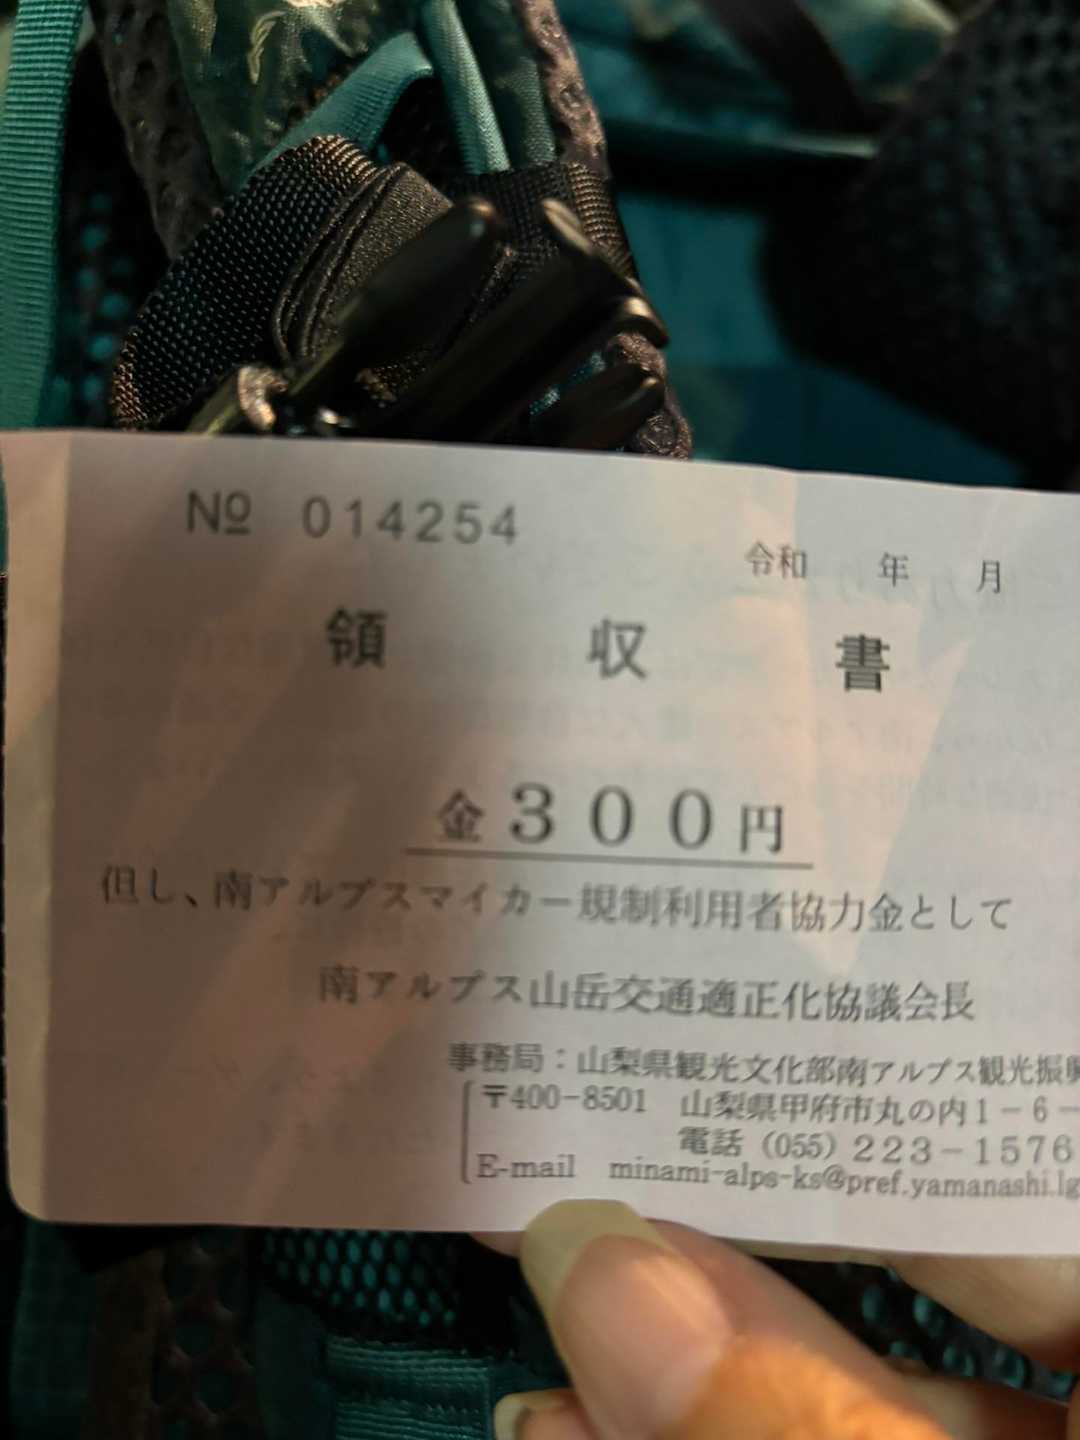 № 014254
令和 年 月
領収書
金300円
但し、南アルプスマイカー規制利用者協力金として
南アルプス山岳交通適正化協議会長
事務局：山梨県観光文化部南アルプス観光振興
〒400-8501 山梨県甲府市丸の内1－6－
電話（055）223－1576
E-mail minami-alps-ks@pref.yamanashi.lg